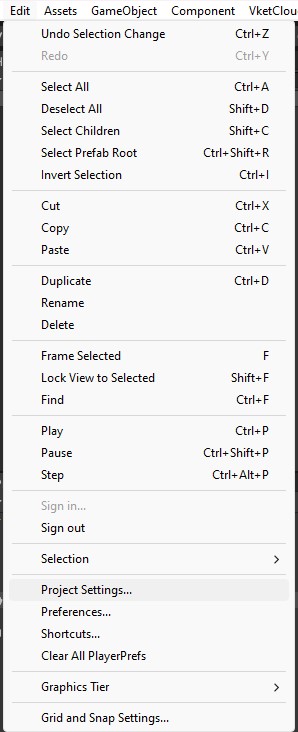 Edit Assets GameObject Component VketClou
Undo Selection Change Ctrl+Z
Redo Ctrl+Y
Select All Ctrl+A
Deselect All Shift+D
Select Children Shift+C
Select Prefab Root Ctrl+Shift+R
Invert Selection Ctrl+I
Cut Ctrl+X
Copy Ctrl+C
Paste Ctrl+V
Duplicate Ctrl+D
Rename
Delete
Frame Selected F
Lock View to Selected Shift+F
Find Ctrl+F
Play Ctrl+P
Pause Ctrl+Shift+P
Step Ctrl+Alt+P
Sign in...
Sign out
Selection >
Project Settings...
Preferences...
Shortcuts...
Clear All PlayerPrefs
Graphics Tier >
Grid and Snap Settings...